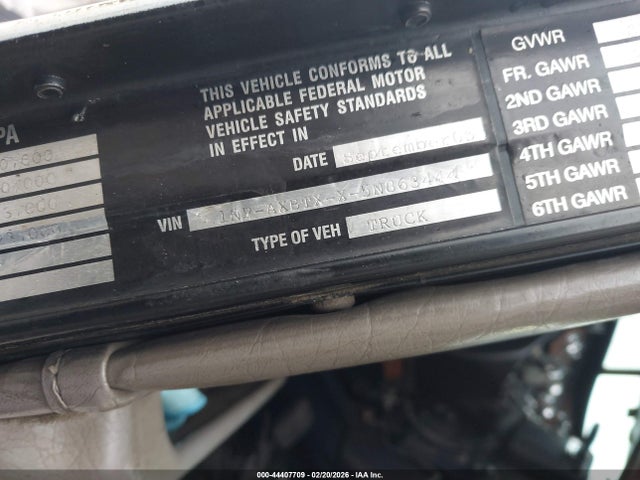 PA
THIS VEHICLE CONFORMS TO ALL
APPLICABLE FEDERAL MOTOR
VEHICLE SAFETY STANDARDS
IN EFFECT IN
DATE September
VIN
TYPE OF VEH TRUCK
GVWR
FR. GAWR
2ND GAWR
3RD GAWR
4TH GAWR
5TH GAWR
6TH GAWR
000-44407709 - 02/20/2026 - IAA Inc.